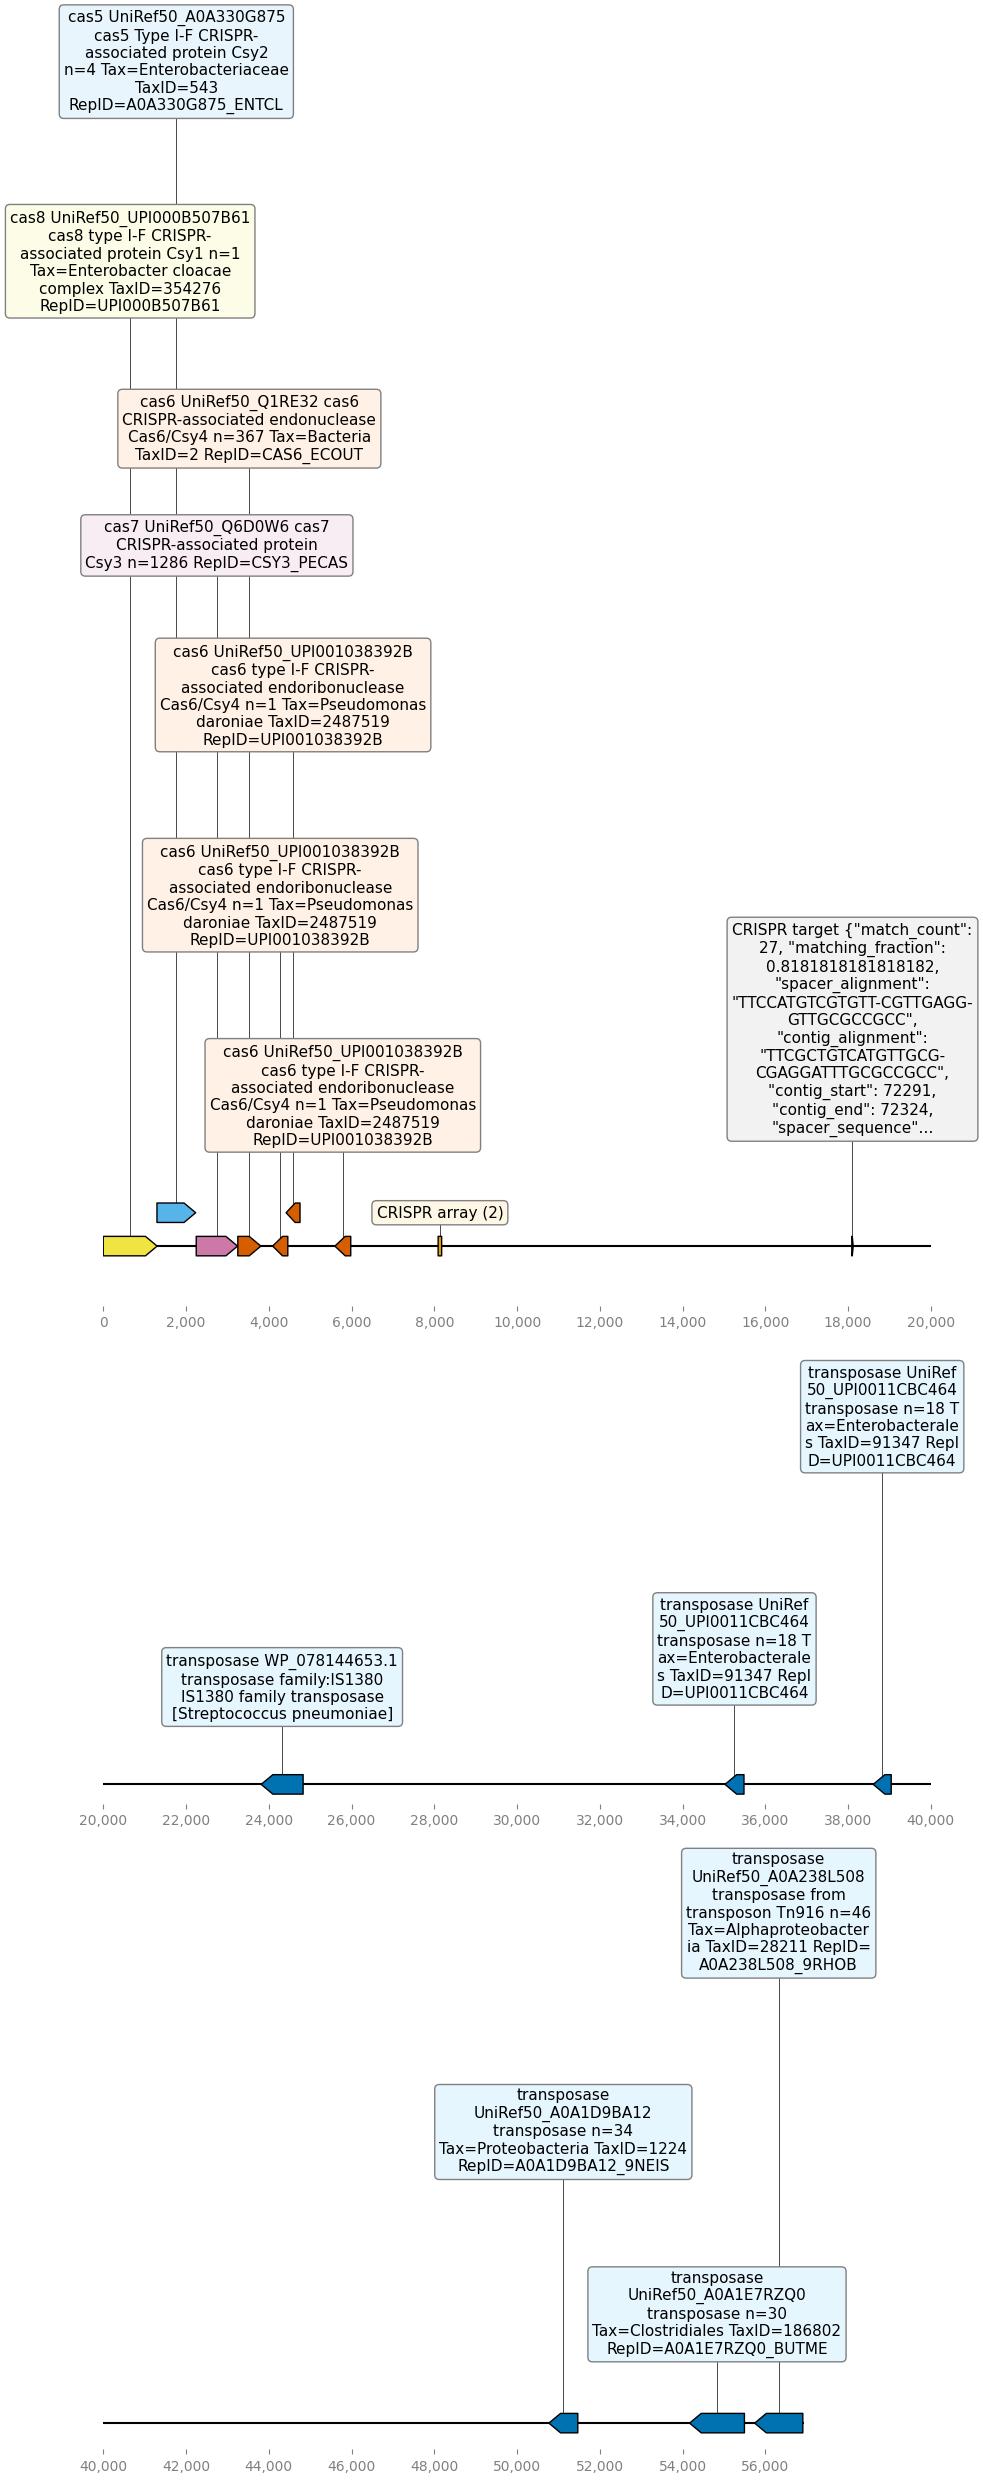 cas5 UniRef50_A0A330G875
cas5 Type I-F CRISPR-
associated protein Csy2
n=4 Tax=Enterobacteriaceae
TaxID=543
RepID=A0A330G875_ENTCL
cas8 UniRef50_UPI000B507B61
cas8 type I-F CRISPR-
associated protein Csy1 n=1
Tax=Enterobacter cloacae
complex TaxID=354276
RepID=UPI000B507B61
cas6 UniRef50_Q1RE32 cas6
CRISPR-associated endonuclease
Cas6/Csy4 n=367 Tax=Bacteria
TaxID=2 RepID=CAS6_ECOUT
cas7 UniRef50_Q6D0W6 cas7
CRISPR-associated protein
Csy3 n=1286 RepID=CSY3_PECAS
cas6 UniRef50_UPI001038392B
cas6 type I-F CRISPR-
associated endoribonuclease
Cas6/Csy4 n=1 Tax=Pseudomonas
daroniae TaxID=2487519
RepID=UPI001038392B
cas6 UniRef50_UPI001038392B
cas6 type I-F CRISPR-
associated endoribonuclease
Cas6/Csy4 n=1 Tax=Pseudomonas
daroniae TaxID=2487519
RepID=UPI001038392B
CRISPR target {"match_count":
27, "matching_fraction":
0.8181818181818182,
"spacer_alignment":
"TTCCATGTCGTGTT-CGTTGAGG-
GTTGCGCCGCC",
"contig_alignment":
"TTCGCTGTCATGTTGCG-
CGAGGATTTGCGCCGCC",
"contig_start": 72291,
"contig_end": 72324,
"spacer_sequence"...
cas6 UniRef50_UPI001038392B
cas6 type I-F CRISPR-
associated endoribonuclease
Cas6/Csy4 n=1 Tax=Pseudomonas
daroniae TaxID=2487519
RepID=UPI001038392B
CRISPR array (2)
0 2,000 4,000 6,000 8,000 10,000 12,000 14,000 16,000 18,000 20,000
transposase UniRef
50_UPI0011CBC464
transposase n=18 T
ax=Enterobacterale
s TaxID=91347 RepI
D=UPI0011CBC464
transposase UniRef
50_UPI0011CBC464
transposase n=18 T
ax=Enterobacterale
s TaxID=91347 RepI
D=UPI0011CBC464
transposase WP_078144653.1
transposase family:IS1380
IS1380 family transposase
[Streptococcus pneumoniae]
20,000 22,000 24,000 26,000 28,000 30,000 32,000 34,000 36,000 38,000 40,000
transposase
UniRef50_A0A238L508
transposase from
transposon Tn916 n=46
Tax=Alphaproteobacter
ia TaxID=28211 RepID=
A0A238L508_9RHOB
transposase
UniRef50_A0A1D9BA12
transposase n=34
Tax=Proteobacteria TaxID=1224
RepID=A0A1D9BA12_9NEIS
transposase
UniRef50_A0A1E7RZQ0
transposase n=30
Tax=Clostridiales TaxID=186802
RepID=A0A1E7RZQ0_BUTME
40,000 42,000 44,000 46,000 48,000 50,000 52,000 54,000 56,000